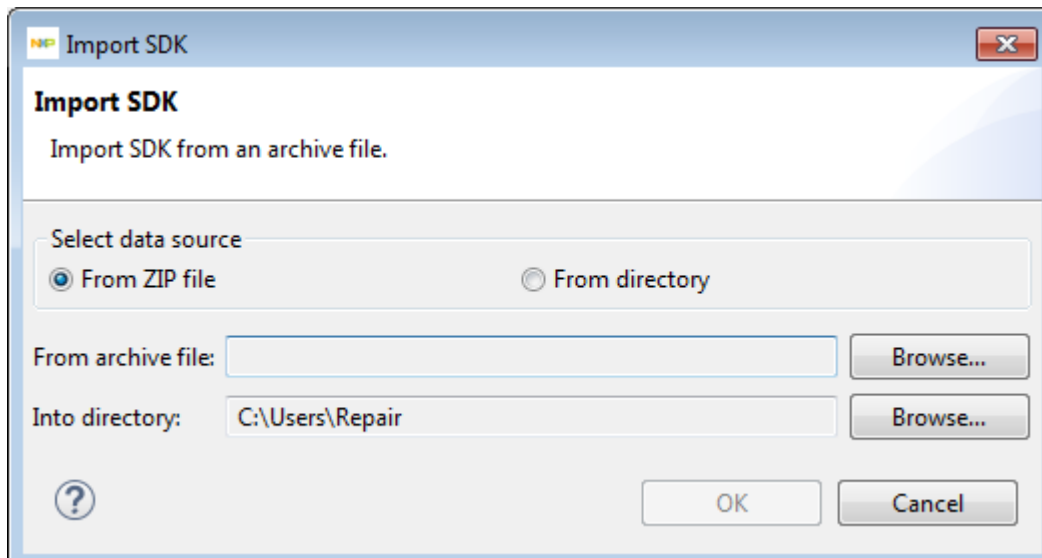 NXP Import SDK
Import SDK
Import SDK from an archive file.
Select data source
From ZIP file From directory
From archive file: Browse...
Into directory: C:\Users\Repair Browse...
? OK Cancel